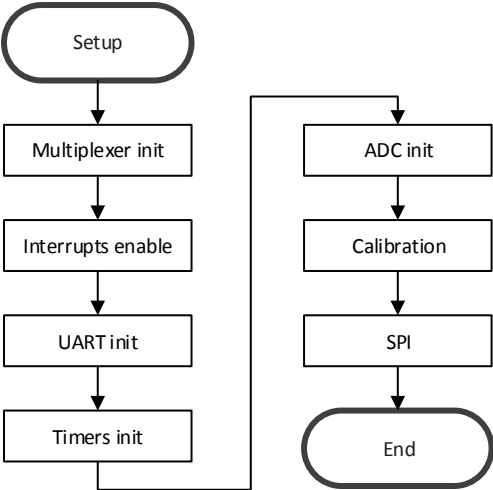 Setup
Multiplexer init
Interrupts enable
UART init
Timers init
ADC init
Calibration
SPI
End